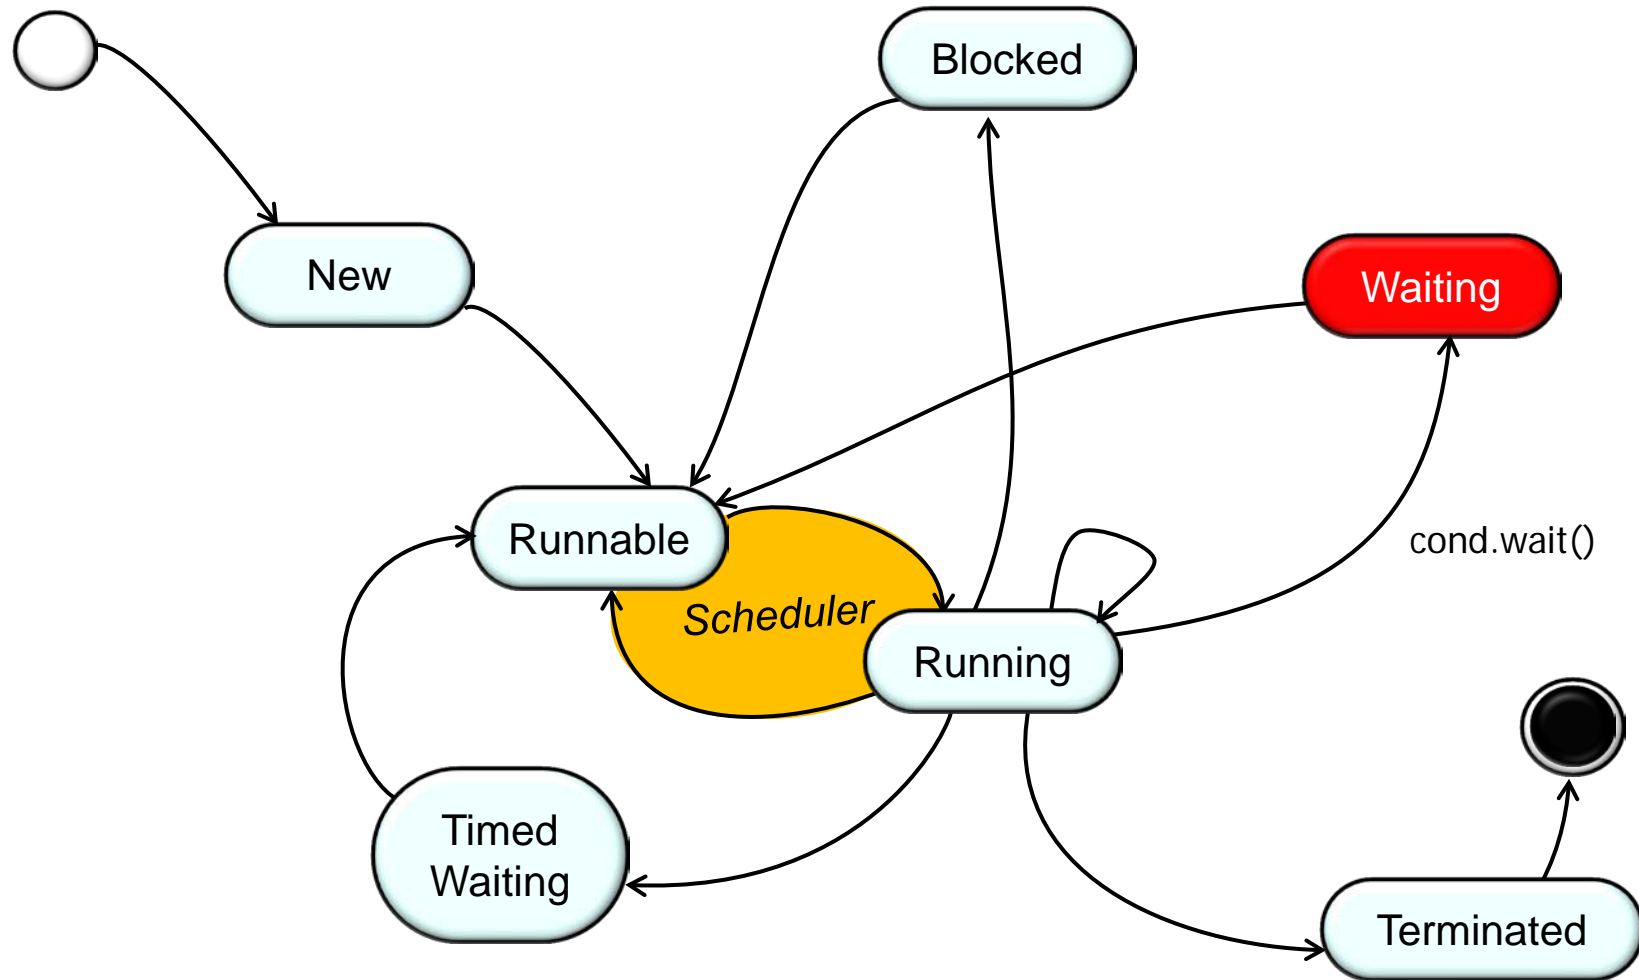 Blocked
New
Waiting
Runnable
cond.wait()
Scheduler
Running
Timed
Waiting
Terminated